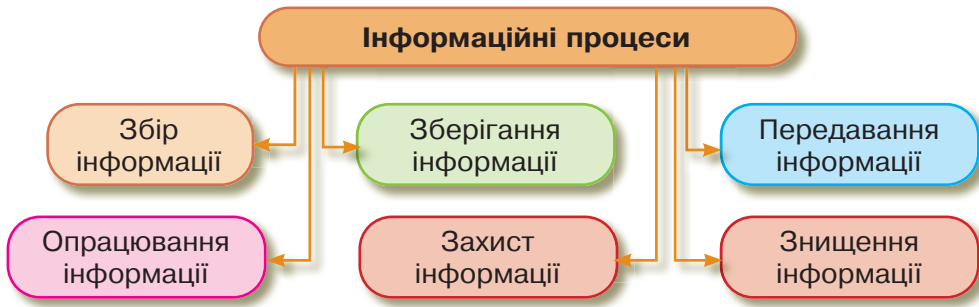 Інформаційні процеси
Збір
інформації
Зберігання
інформації
Передавання
інформації
Опрацювання
інформації
Захист
інформації
Знищення
інформації